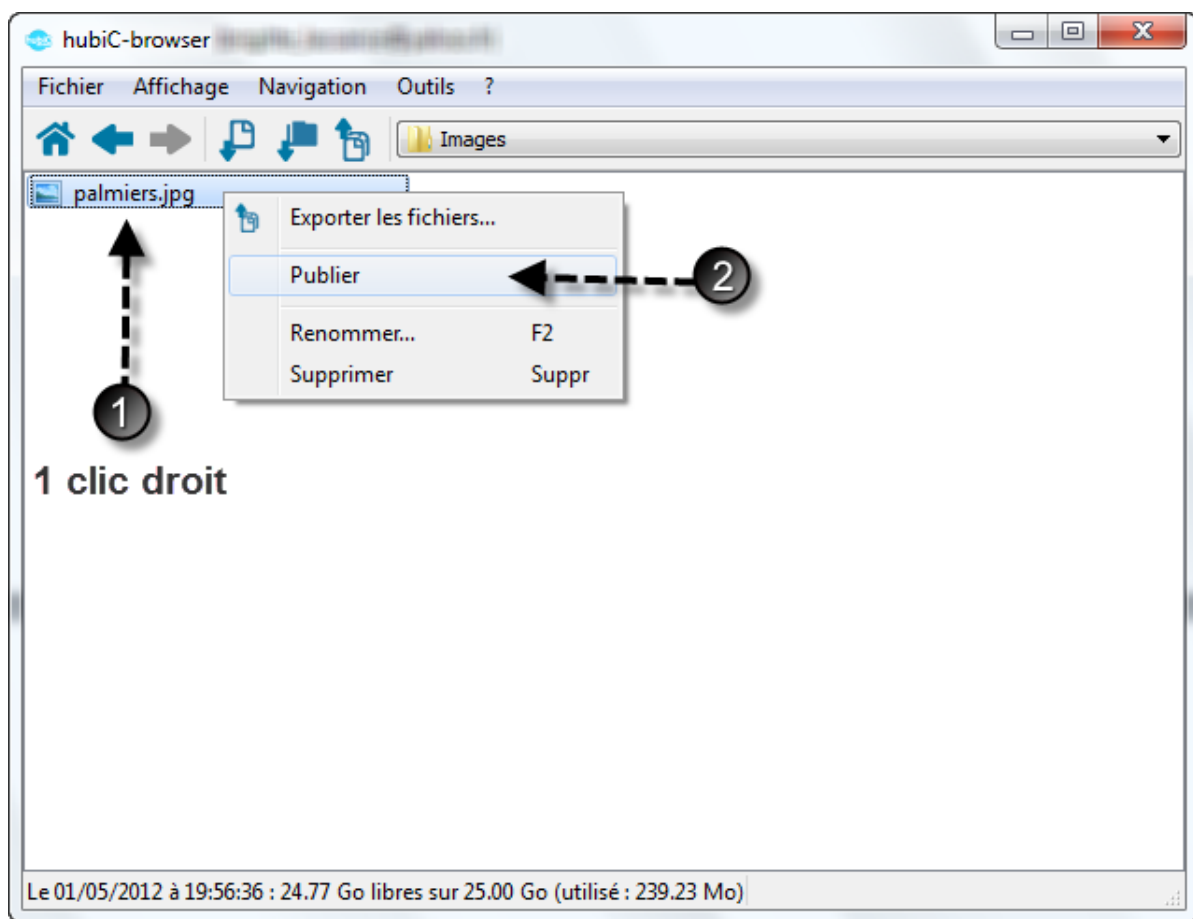 hubiC-browser
Fichier Affichage Navigation Outils ?
Images
palmiers.jpg
Exporter les fichiers...
Publier
2
Renommer... F2
Supprimer Suppr
1
1 clic droit
Le 01/05/2012 à 19:56:36 : 24.77 Go libres sur 25.00 Go (utilisé : 239.23 Mo)